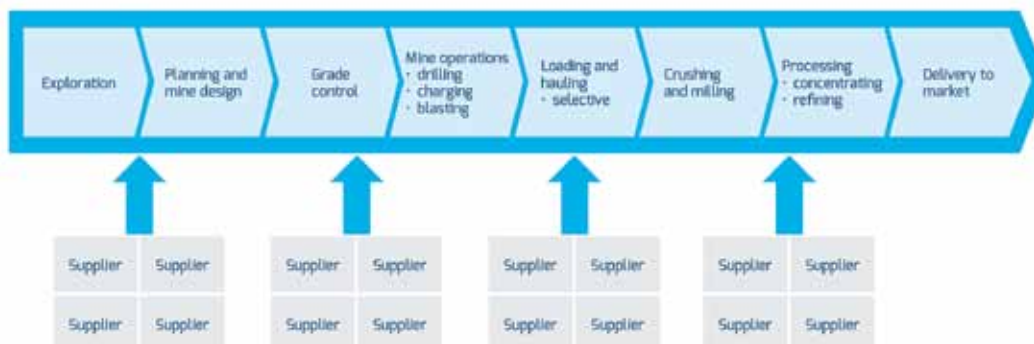 Exploration
Planning and
mine design
Grade
control
Mine operations
• drilling
• charging
• blasting
Loading and
hauling
• selective
Crushing
and milling
Processing
• concentrating
• refining
Delivery to
market
Supplier Supplier Supplier Supplier Supplier Supplier Supplier Supplier
Supplier Supplier Supplier Supplier Supplier Supplier Supplier Supplier